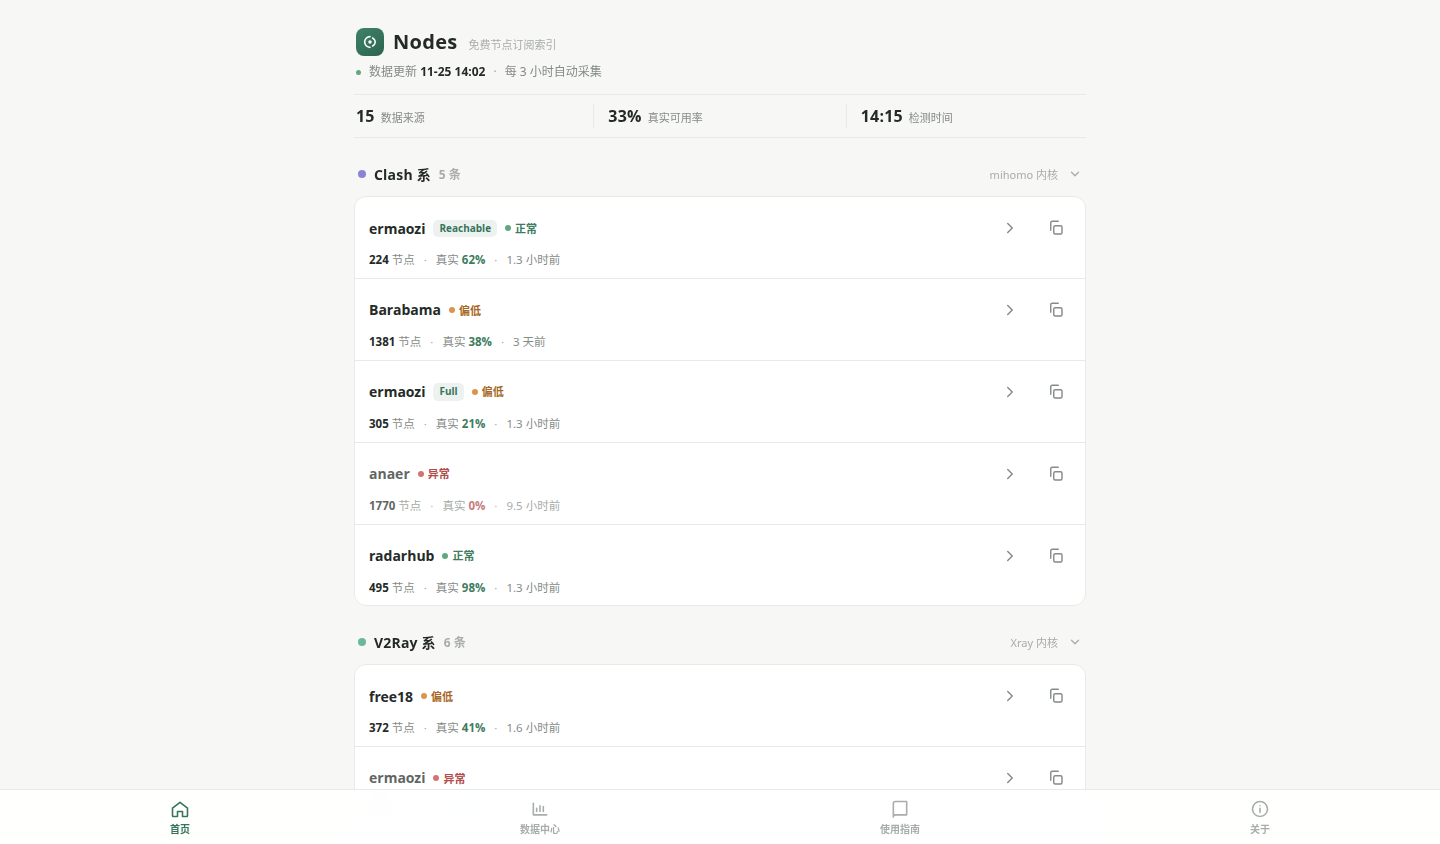 Nodes 免费节点订阅索引
数据更新 11-25 14:02 · 每 3 小时自动采集
15 数据来源 33% 真实可用率 14:15 检测时间
Clash 系 5 条 mihomo 内核
ermaozi Reachable 正常
224 节点 · 真实 62% · 1.3 小时前
Barabama 偏低
1381 节点 · 真实 38% · 3 天前
ermaozi Full 偏低
305 节点 · 真实 21% · 1.3 小时前
anaer 异常
1770 节点 · 真实 0% · 9.5 小时前
radarhub 正常
495 节点 · 真实 98% · 1.3 小时前
V2Ray 系 6 条 Xray 内核
free18 偏低
372 节点 · 真实 41% · 1.6 小时前
ermaozi 异常
首页 数据中心 使用指南 关于